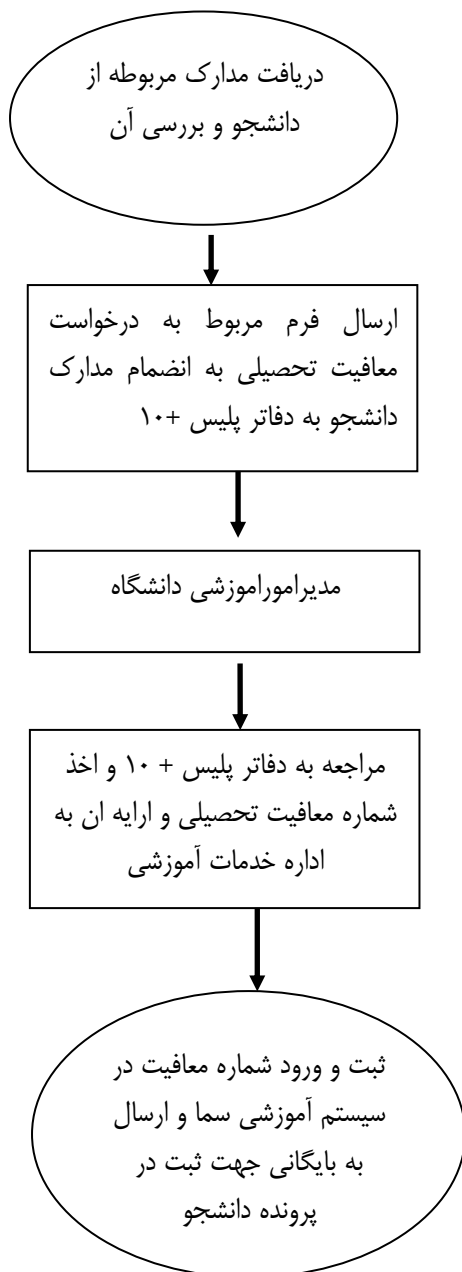 دریافت مدارک مربوطه از
دانشجو و بررسی آن
ارسال فرم مربوط به درخواست
معافیت تحصیلی به انضمام مدارک
دانشجو به دفاتر پلیس +۱۰
مدیراموراموزشی دانشگاه
مراجعه به دفاتر پلیس + ۱۰ و اخذ
شماره معافیت تحصیلی و ارایه ان به
اداره خدمات آموزشی
ثبت و ورود شماره معافیت در
سیستم آموزشی سما و ارسال
به بایگانی جهت ثبت در
پرونده دانشجو